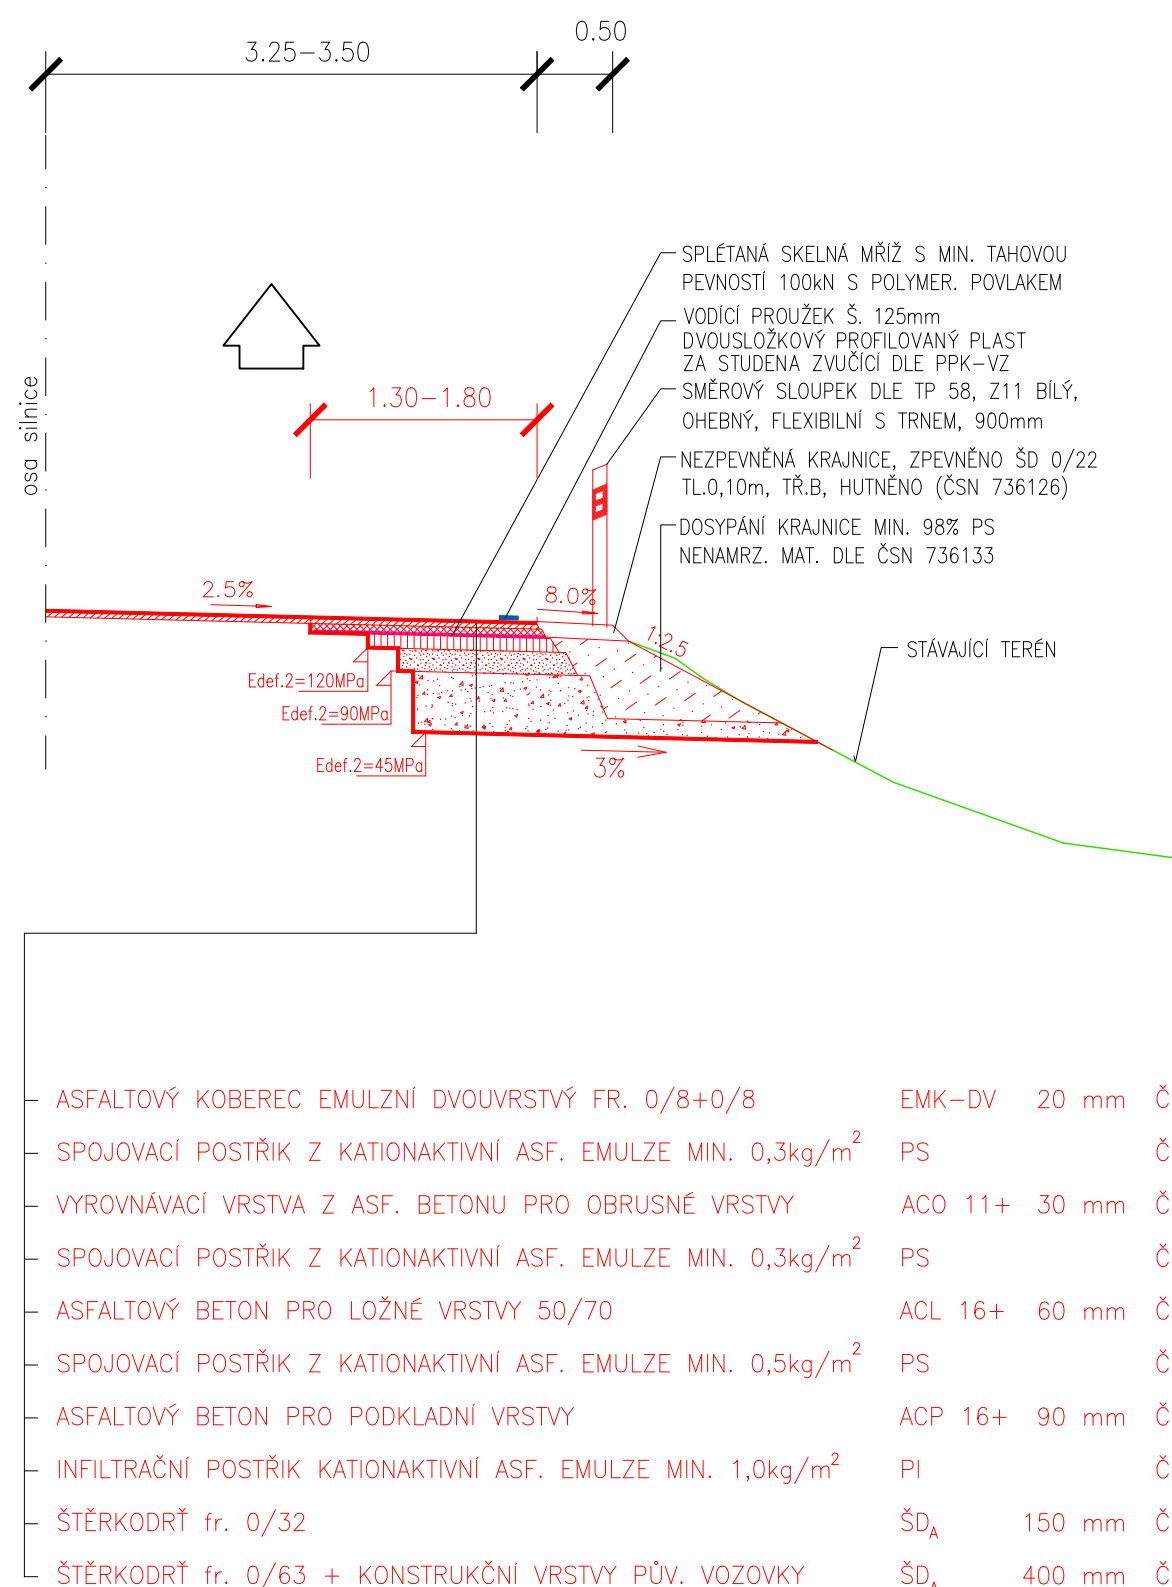 3.25-3.50
0.50
osa silnice
1.30-1.80
SPLÉTANÁ SKELNÁ MŘÍŽ S MIN. TAHOVOU
PEVNOSTÍ 100kN S POLYMER. POVLAKEM
VODÍCÍ PROUŽEK Š. 125mm
DVOUSLOŽKOVÝ PROFILOVANÝ PLAST
ZA STUDENA ZVUČÍCÍ DLE PPK-VZ
SMĚROVÝ SLOUPEK DLE TP 58, Z11 BÍLÝ,
OHEBNÝ, FLEXIBILNÍ S TRNEM, 900mm
NEZPEVNĚNÁ KRAJNICE, ZPEVNĚNO ŠD 0/22
TL.0,10m, TŘ.B, HUTNĚNO (ČSN 736126)
DOSYPÁNÍ KRAJNICE MIN. 98% PS
NENAMRZ. MAT. DLE ČSN 736133
2.5%
8.0%
1:2.5
STÁVAJÍCÍ TERÉN
Edef.2=120MPa
Edef.2=90MPa
Edef.2=45MPa
3%
ASFALTOVÝ KOBEREC EMULZNÍ DVOUVRSTVÝ FR. 0/8+0/8 EMK-DV 20 mm Č
SPOJOVACÍ POSTŘIK Z KATIONAKTIVNÍ ASF. EMULZE MIN. 0,3kg/m² PS Č
VYROVNÁVACÍ VRSTVA Z ASF. BETONU PRO OBRUSNÉ VRSTVY ACO 11+ 30 mm Č
SPOJOVACÍ POSTŘIK Z KATIONAKTIVNÍ ASF. EMULZE MIN. 0,3kg/m² PS Č
ASFALTOVÝ BETON PRO LOŽNÉ VRSTVY 50/70 ACL 16+ 60 mm Č
SPOJOVACÍ POSTŘIK Z KATIONAKTIVNÍ ASF. EMULZE MIN. 0,5kg/m² PS Č
ASFALTOVÝ BETON PRO PODKLADNÍ VRSTVY ACP 16+ 90 mm Č
INFILTRAČNÍ POSTŘIK KATIONAKTIVNÍ ASF. EMULZE MIN. 1,0kg/m² PI Č
ŠTĚRKODRŤ fr. 0/32 ŠDA 150 mm Č
ŠTĚRKODRŤ fr. 0/63 + KONSTRUKČNÍ VRSTVY PŮV. VOZOVKY ŠDA 400 mm Č